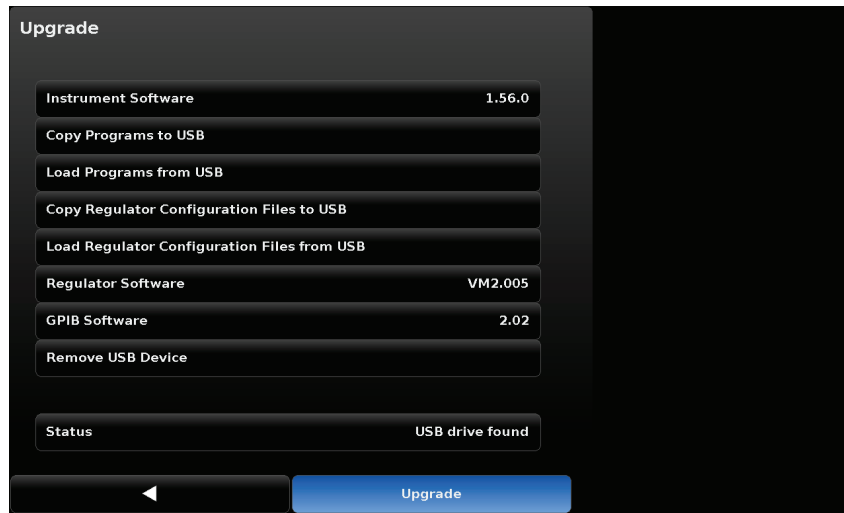 Upgrade
Instrument Software 1.56.0
Copy Programs to USB
Load Programs from USB
Copy Regulator Configuration Files to USB
Load Regulator Configuration Files from USB
Regulator Software VM2.005
GPIB Software 2.02
Remove USB Device
Status USB drive found
Upgrade